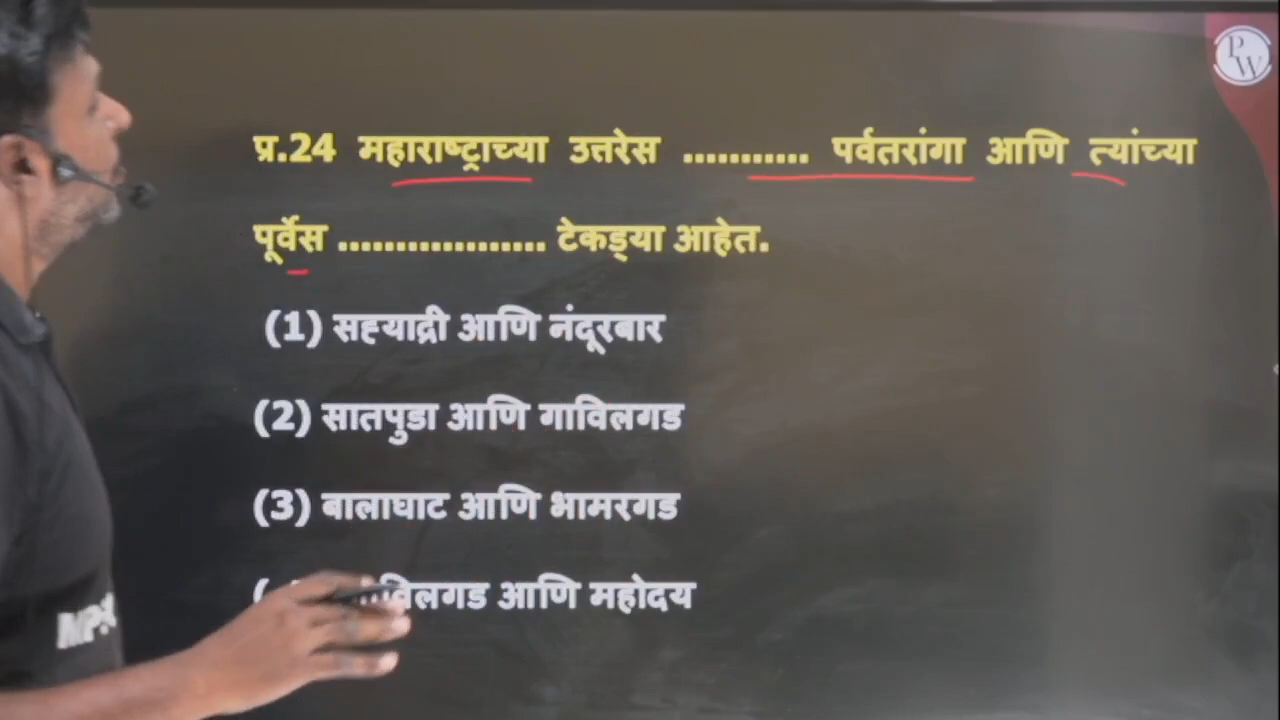 PW
प्र.24 महाराष्ट्राच्या उत्तरेस ........... पर्वतरांगा आणि त्यांच्या
पूर्वेस .................. टेकड्या आहेत.
(1) सह्याद्री आणि नंदूरबार
(2) सातपुडा आणि गाविलगड
(3) बालाघाट आणि भामरगड
आणि महोदय